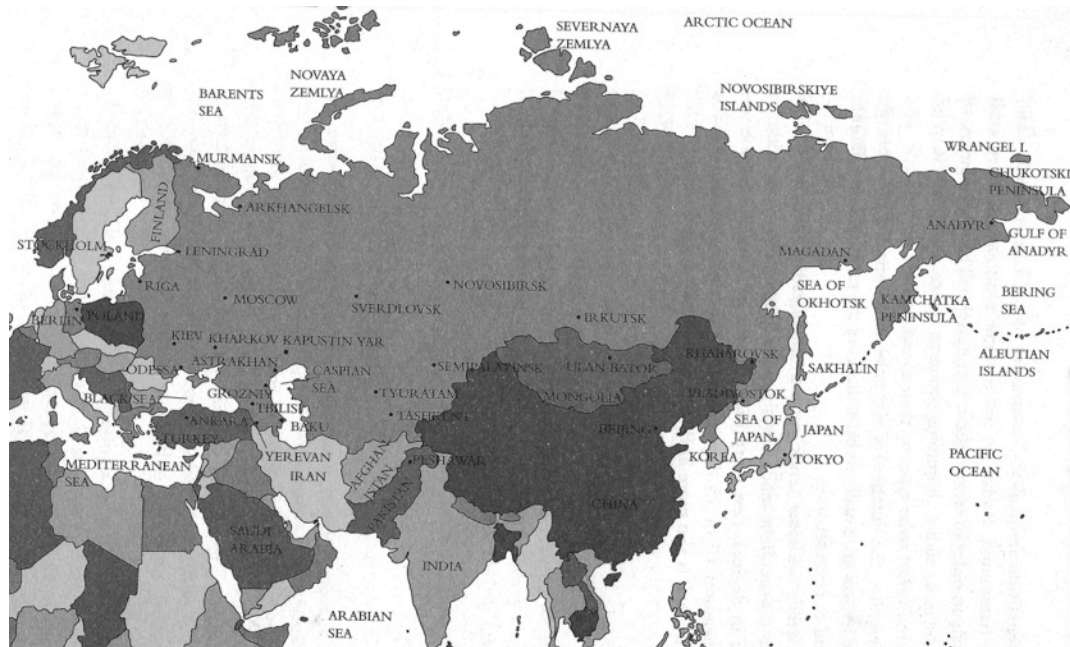 ARCTIC OCEAN
SEVERNAYA
ZEMLYA
NOVAYA
ZEMLYA
BARENTS
SEA
NOVOSIBIRSKIYE
ISLANDS
WRANGEL I.
CHUKOTSKI
PENINSULA
MURMANSK
ARKHANGELSK
FINLAND
ANADYR
GULF OF
ANADYR
STOCKHOLM
LENINGRAD
MAGADAN
RIGA
MOSCOW
SVERDLOVSK
NOVOSIBIRSK
SEA OF
OKHOTSK
KAMCHATKA
PENINSULA
BERING
SEA
BERLIN
POLAND
IRKUTSK
KIEV
KHARKOV
KAPUSTIN YAR
ALEUTIAN
ISLANDS
ODESSA
ASTRAKHAN
CASPIAN
SEA
SEMIPALATINSK
ULAN BATOR
KHABAROVSK
SAKHALIN
BLACK SEA
GROZNIY
TYURATAM
MONGOLIA
VLADIVOSTOK
TBILISI
ANKARA
BAKU
TASHKENT
BEIJING
SEA OF
JAPAN
JAPAN
TURKEY
YEREVAN
IRAN
AFGHAN
ISTAN
PESHAWAR
KOREA
TOKYO
MEDITERRANEAN
SEA
PAKISTAN
PACIFIC
OCEAN
CHINA
SAUDI
ARABIA
INDIA
ARABIAN
SEA